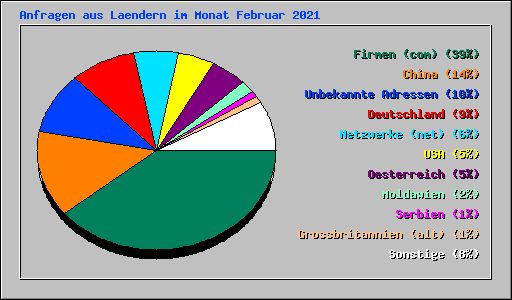 Anfragen aus Laendern im Monat Februar 2021
Firmen (com) (39%)
China (14%)
Unbekannte Adressen (10%)
Deutschland (9%)
Netzwerke (net) (6%)
USA (5%)
Oesterreich (5%)
Moldawien (2%)
Serbien (1%)
Grossbritannien (alt) (1%)
Sonstige (8%)